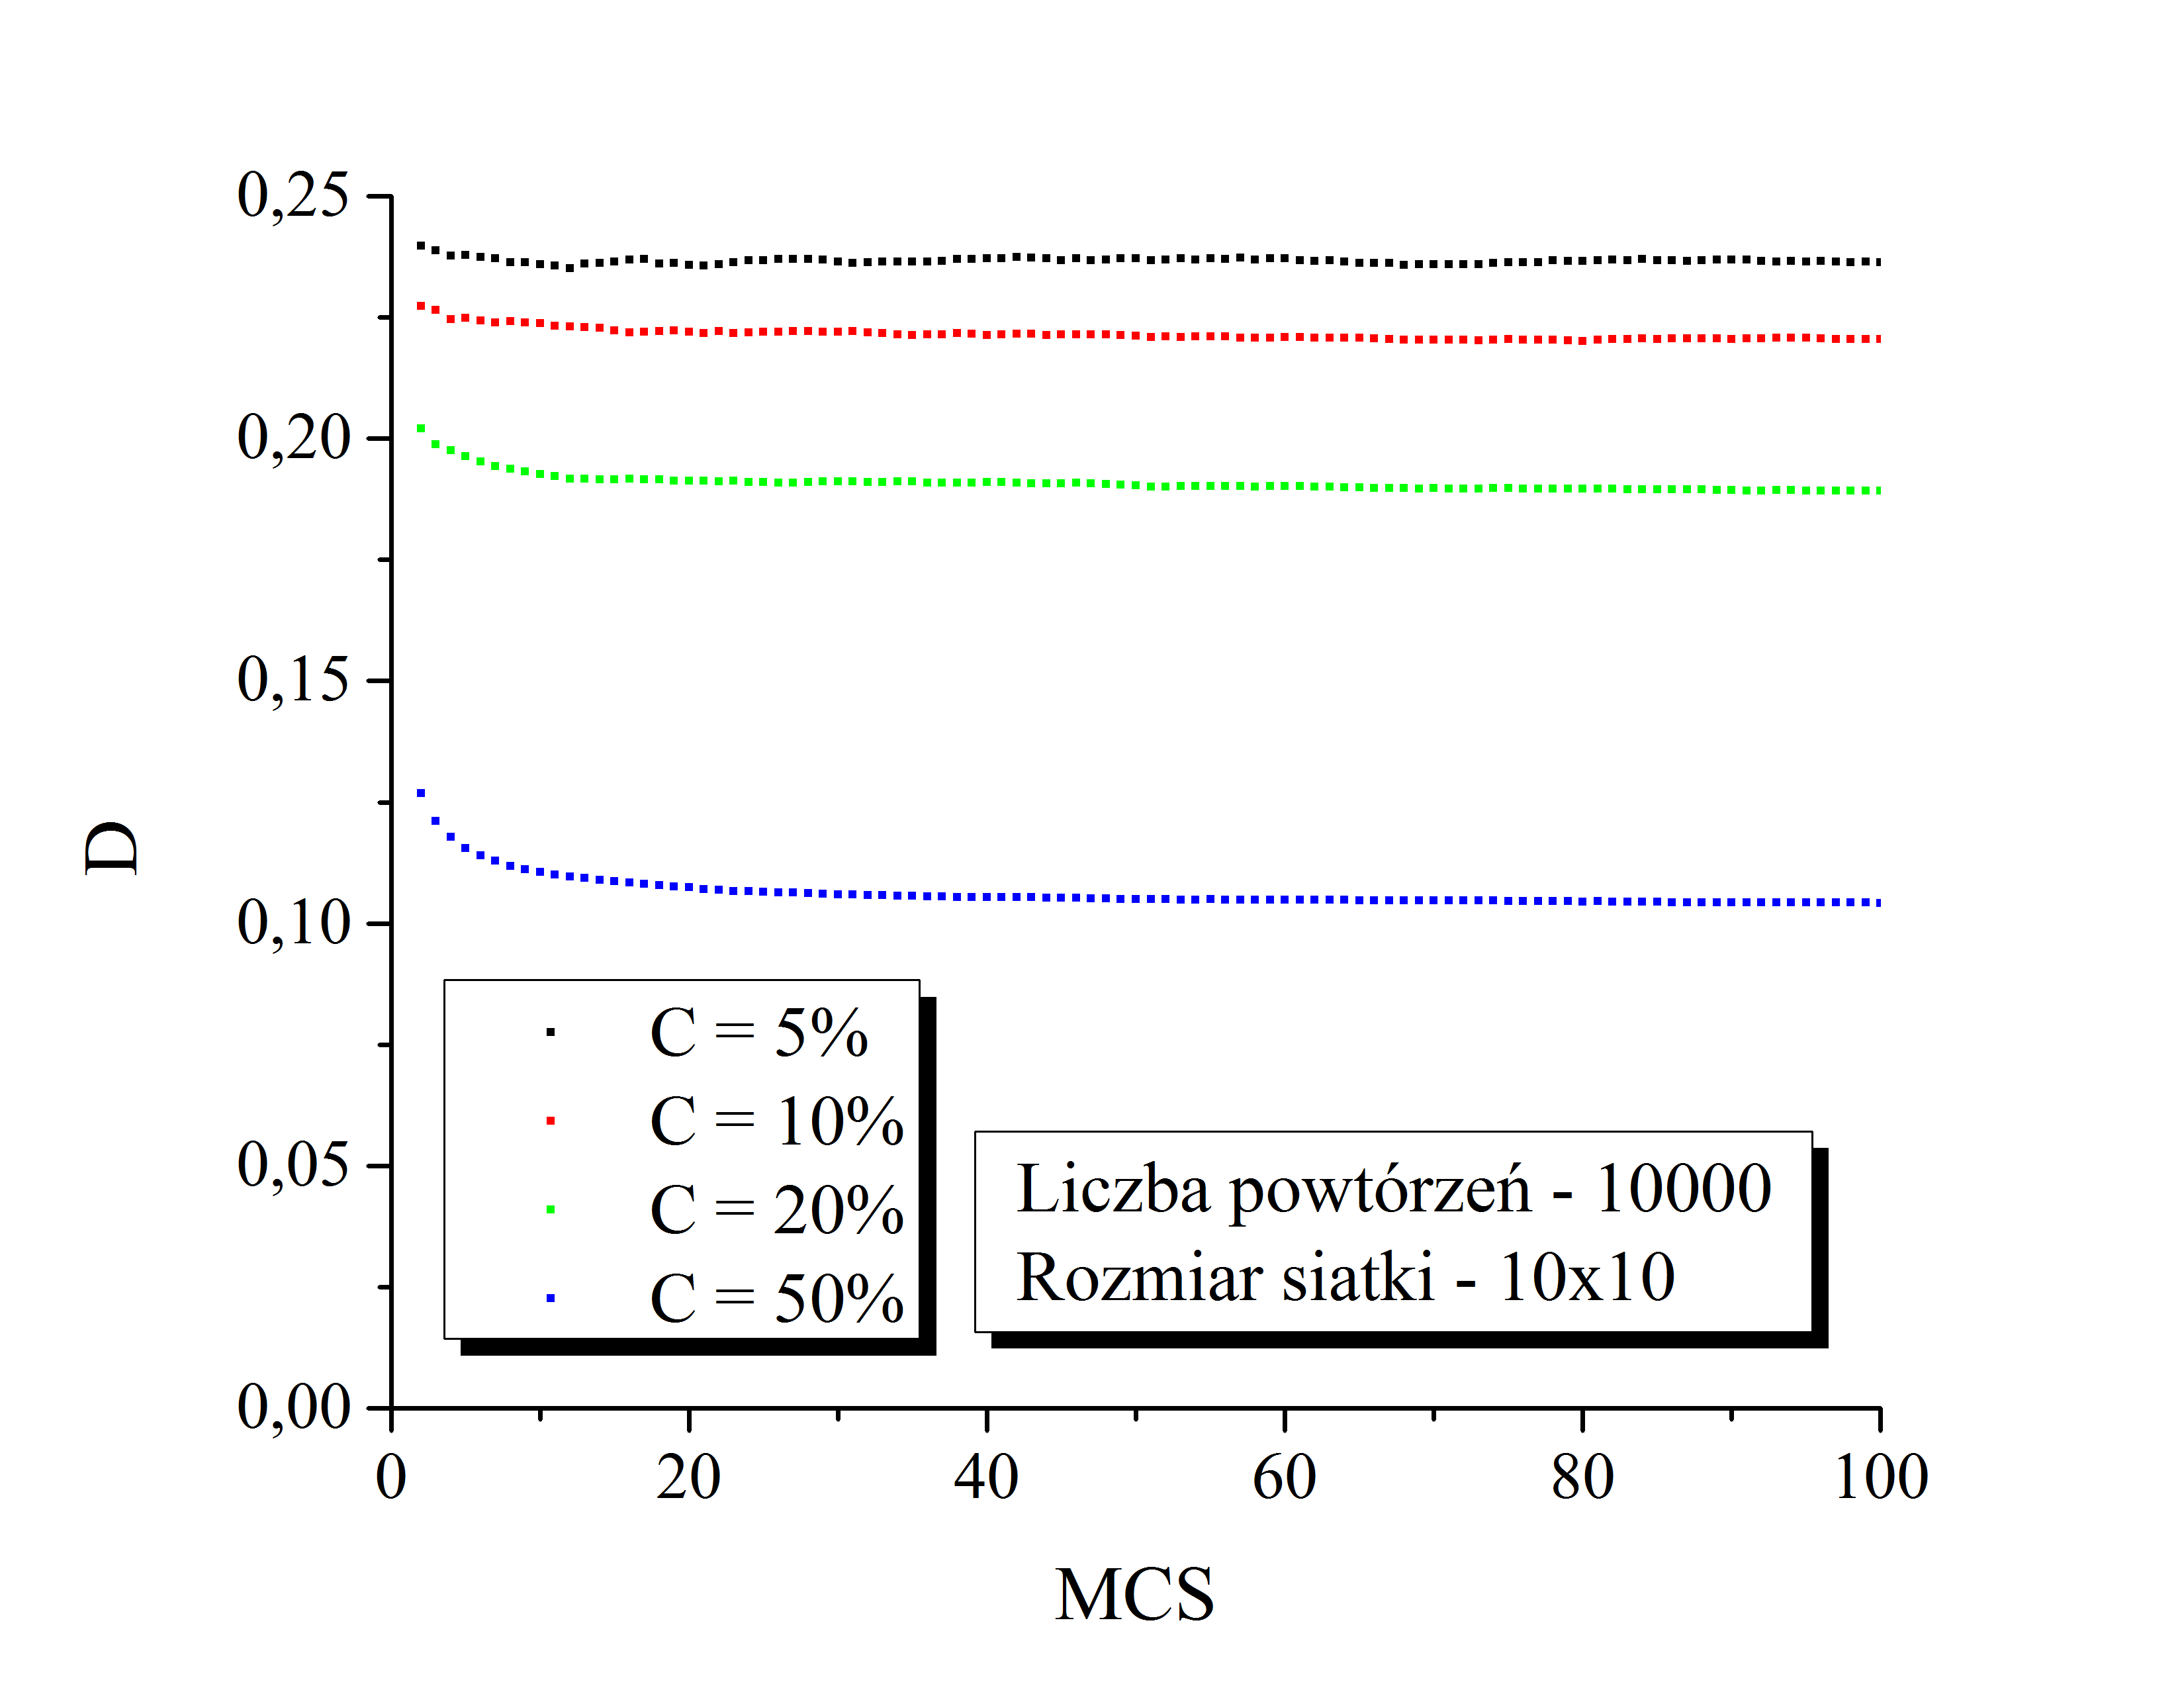 0,25
0,20
0,15
0,10
0,05
0,00
D
C = 5%
C = 10%
C = 20%
C = 50%
Liczba powtórzeń - 10000
Rozmiar siatki - 10x10
0 20 40 60 80 100
MCS